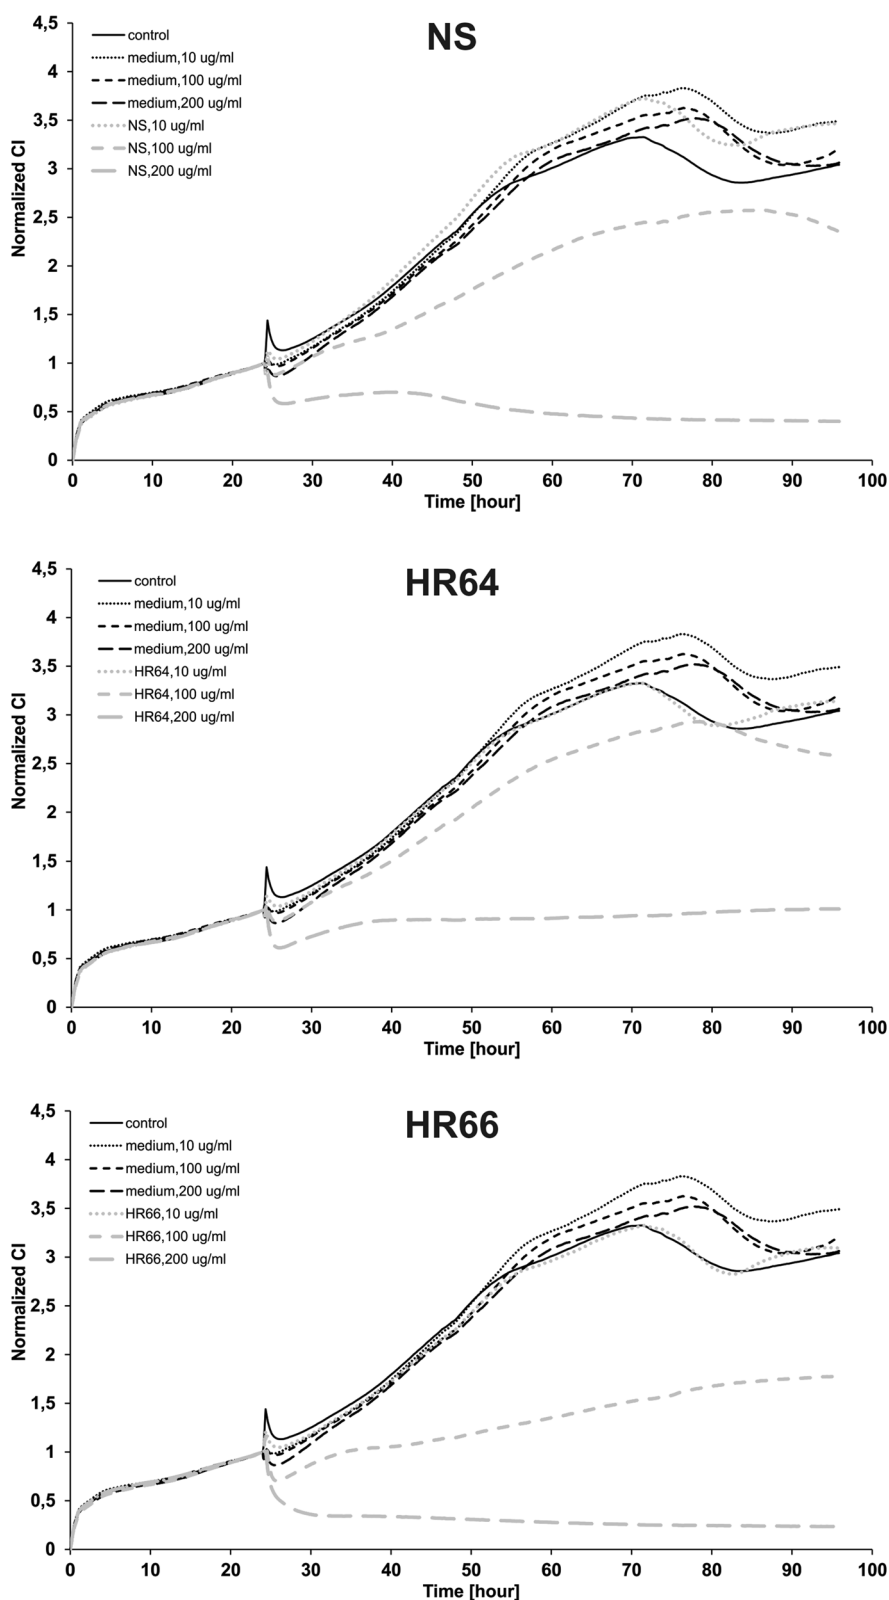 NS
Normalized CI
4,5
4
3,5
3
2,5
2
1,5
1
0,5
0
control
medium,10 ug/ml
medium,100 ug/ml
medium,200 ug/ml
NS,10 ug/ml
NS,100 ug/ml
NS,200 ug/ml
0 10 20 30 40 50 60 70 80 90 100
Time [hour]
HR64
Normalized CI
4,5
4
3,5
3
2,5
2
1,5
1
0,5
0
control
medium,10 ug/ml
medium,100 ug/ml
medium,200 ug/ml
HR64,10 ug/ml
HR64,100 ug/ml
HR64,200 ug/ml
0 10 20 30 40 50 60 70 80 90 100
Time [hour]
HR66
Normalized CI
4,5
4
3,5
3
2,5
2
1,5
1
0,5
0
control
medium,10 ug/ml
medium,100 ug/ml
medium,200 ug/ml
HR66,10 ug/ml
HR66,100 ug/ml
HR66,200 ug/ml
0 10 20 30 40 50 60 70 80 90 100
Time [hour]